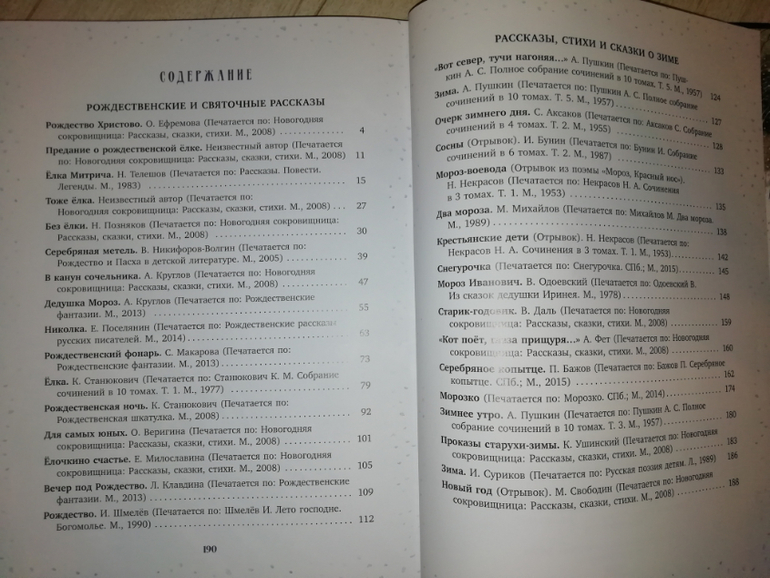 СОДЕРЖАНИЕ
РОЖДЕСТВЕНСКИЕ И СВЯТОЧНЫЕ РАССКАЗЫ
Рождество Христово. О. Ефремова (Печатается по: Новогодняя
сокровищница: Рассказы, сказки, стихи. М., 2008) 4
Предание о рождественской ёлке. Неизвестный автор (Печатается
по: Новогодняя сокровищница: Рассказы, сказки, стихи. М., 2008) 11
Ёлка Митрича. Н. Телешов (Печатается по: Рассказы. Повести.
Легенды. М., 1983) 15
Тоже ёлка. Неизвестный автор (Печатается по:
Новогодняя сокровищница: Рассказы, сказки, стихи. М., 2008) 27
Без ёлки. Н. Позняков (Печатается по: Новогодняя сокровищница:
Рассказы, сказки, стихи. М., 2008) 30
Серебряная метель. В. Никифоров-Волгин (Печатается по:
Рождество и Пасха в детской литературе. М., 2005) 39
В канун сочельника. А. Круглов (Печатается по: Новогодняя
сокровищница: Рассказы, сказки, стихи. М., 2008) 47
Дедушка Мороз. А. Круглов (Печатается по: Рождественские
фантазии. М., 2013) 55
Николка. Е. Поселянин (Печатается по: Рождественские рассказы
русских писателей. М., 2014) 63
Рождественский фонарь. С. Макарова (Печатается по:
Рождественские фантазии. М., 2013) 73
Ёлка. К. Станюкович (Печатается по: Станюкович К. М. Собрание
сочинений в 10 томах. Т. 1. М., 1977) 79
Рождественская ночь. К. Станюкович (Печатается по:
Рождественская шкатулка. М., 2008) 92
Для самых юных. О. Веригина (Печатается по: Новогодняя
сокровищница: Рассказы, сказки, стихи. М., 2008) 101
Ёлочкино счастье. Е. Милославина (Печатается по: Новогодняя
сокровищница: Рассказы, сказки, стихи. М., 2008) 105
Вечер под Рождество. Л. Клавдина (Печатается по: Рождественские
фантазии. М., 2013) 109
Рождество. И. Шмелёв (Печатается по: Шмелёв И. Лето господне.
Богомолье. М., 1990) 112
190
РАССКАЗЫ, СТИХИ И СКАЗКИ О ЗИМЕ
«Вот север, тучи нагоняя...» А. Пушкин (Печатается по: Пуш-
кин А. С. Полное собрание сочинений в 10 томах. Т. 5. М., 1957) 124
Зима. А. Пушкин (Печатается по: Пушкин А. С. Полное собрание
сочинений в 10 томах. Т. 5. М., 1957) 126
Очерк зимнего дня. С. Аксаков (Печатается по: Аксаков С. Собрание
сочинений в 4 томах. Т. 2. М., 1955) 128
Сосны (Отрывок). И. Бунин (Печатается по: Бунин И. Собрание
сочинений в 6 томах. Т. 2. М., 1987) 132
Мороз-воевода (Отрывок из поэмы «Мороз, Красный нос»).
Н. Некрасов (Печатается по: Некрасов Н. А. Сочинения
в 3 томах. Т. 1. М., 1953) 135
Два мороза. М. Михайлов (Печатается по: Михайлов М. Два мороза.
М., 1989) 138
Крестьянские дети (Отрывок). Н. Некрасов (Печатается по:
Некрасов Н. А. Сочинения в 3 томах. Т. 1. М., 1953) 142
Снегурочка (Печатается по: Снегурочка. СПб.; М., 2015) 145
Мороз Иванович. В. Одоевский (Печатается по: Одоевский В.
Из сказок дедушки Иринея. М., 1978) 148
Старик-годовик. В. Даль (Печатается по: Новогодняя
сокровищница: Рассказы, сказки, стихи. М., 2008) 159
«Кот поёт, глаза прищуря...» А. Фет (Печатается по: Новогодняя
сокровищница: Рассказы, сказки, стихи. М., 2008) 160
Серебряное копытце. П. Бажов (Печатается по: Бажов П. Серебряное
копытце. СПб.; М., 2015) 162
Морозко (Печатается по: Морозко. СПб.; М., 2014) 174
Зимнее утро. А. Пушкин (Печатается по: Пушкин А. С. Полное
собрание сочинений в 10 томах. Т. 3. М., 1957) 180
Проказы старухи-зимы. К. Ушинский (Печатается по: Новогодняя
сокровищница: Рассказы, сказки, стихи. М., 2008) 183
Зима. И. Суриков (Печатается по: Русская поэзия детям. Л., 1989) 186
Новый год (Отрывок). М. Свободин (Печатается по: Новогодняя
сокровищница: Рассказы, сказки, стихи. М., 2008) 188